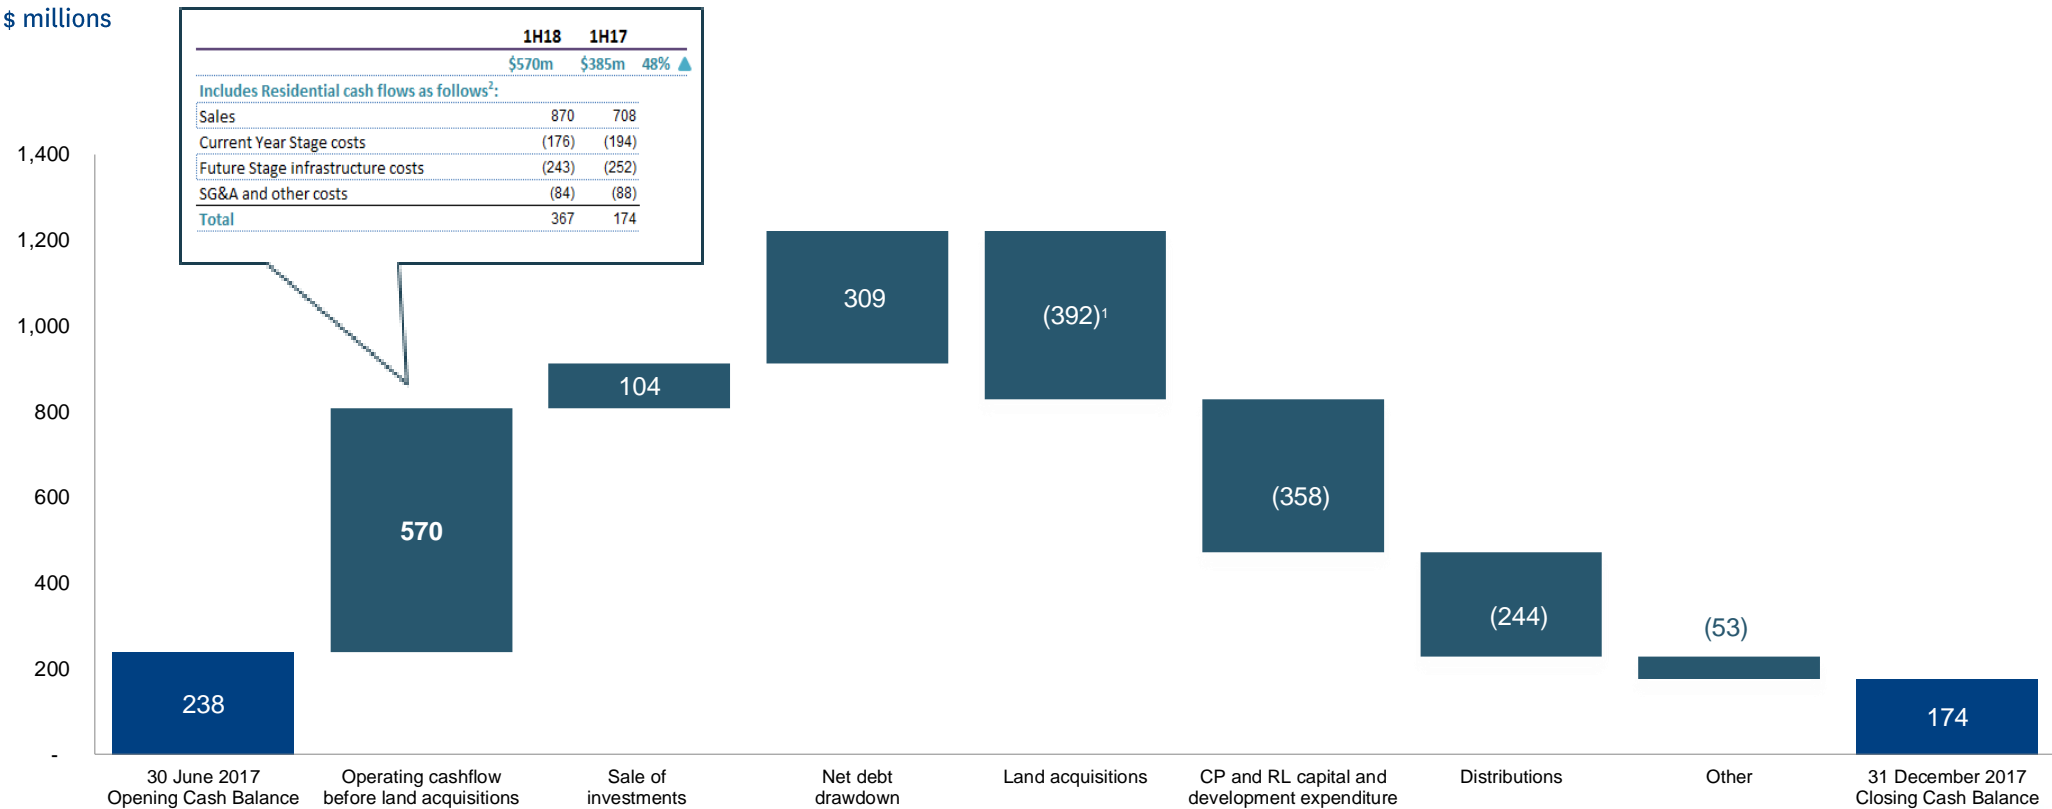 $ millions
1H18 1H17
$570m $385m 48%
Includes Residential cash flows as follows2:
Sales 870 708
Current Year Stage costs (176) (194)
Future Stage infrastructure costs (243) (252)
SG&A and other costs (84) (88)
Total 367 174
1,400
1,200
1,000
800
600
400
200
-
238
570
104
309
(392)1
(358)
(244)
(53)
174
30 June 2017
Opening Cash Balance
Operating cashflow
before land acquisitions
Sale of
investments
Net debt
drawdown
Land acquisitions
CP and RL capital and
development expenditure
Distributions
Other
31 December 2017
Closing Cash Balance